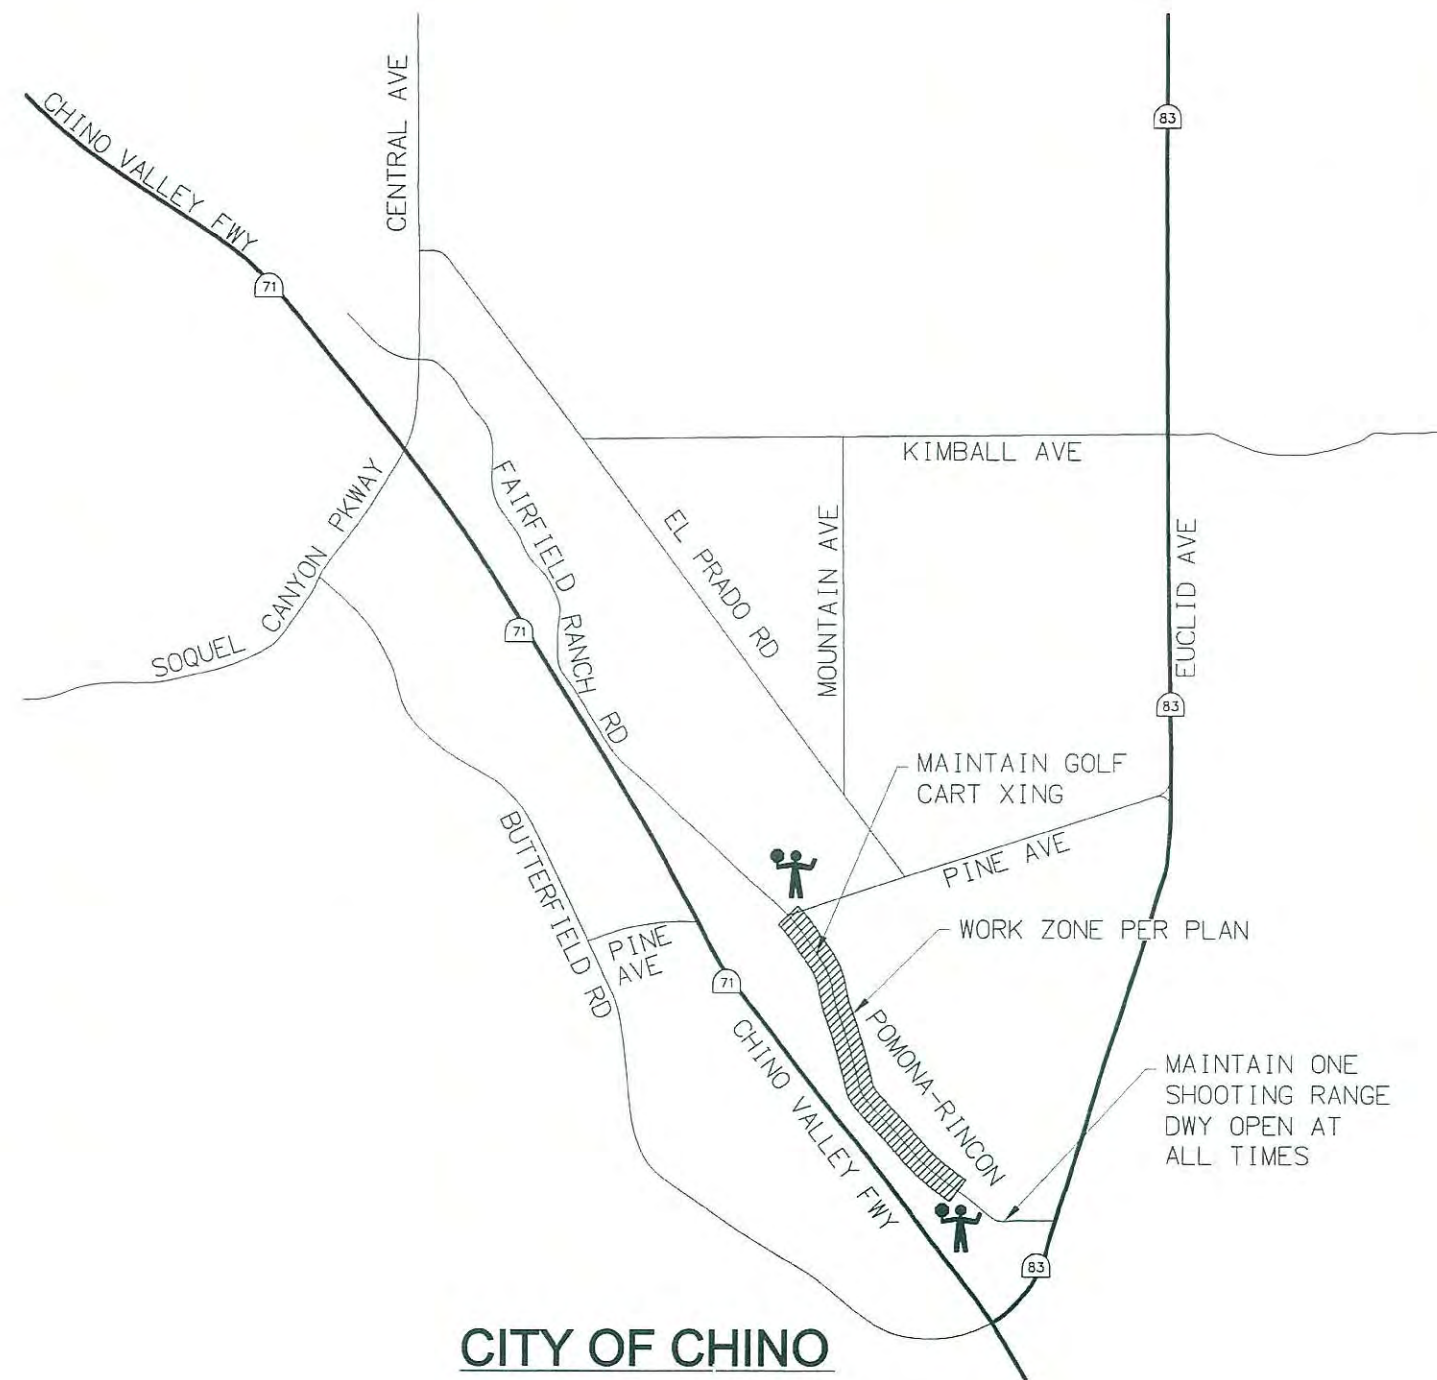 CENTRAL AVE
CHINO VALLEY FWY
83
71
KIMBALL AVE
SOQUEL CANYON PKWAY
FAIRFIELD RANCH RD
EL PRADO RD
MOUNTAIN AVE
EUCLID AVE
71
83
MAINTAIN GOLF
CART XING
BUTTERFIELD RD
PINE AVE
PINE
AVE
WORK ZONE PER PLAN
71
CHINO VALLEY FWY
POMONA-RINCON
MAINTAIN ONE
SHOOTING RANGE
DWY OPEN AT
ALL TIMES
83
CITY OF CHINO